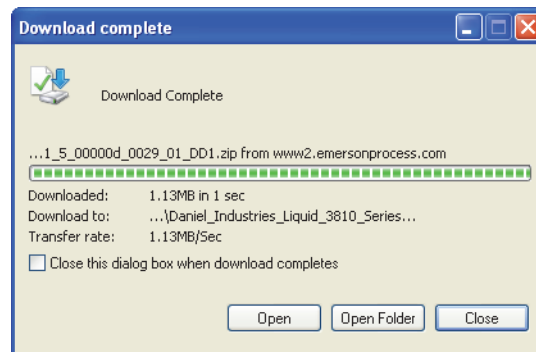 Download complete
Download Complete
...1_5_00000d_0029_01_DD1.zip from www2.emersonprocess.com
Downloaded: 1.13MB in 1 sec
Download to: ...\Daniel_Industries_Liquid_3810_Series...
Transfer rate: 1.13MB/Sec
Close this dialog box when download completes
Open Open Folder Close